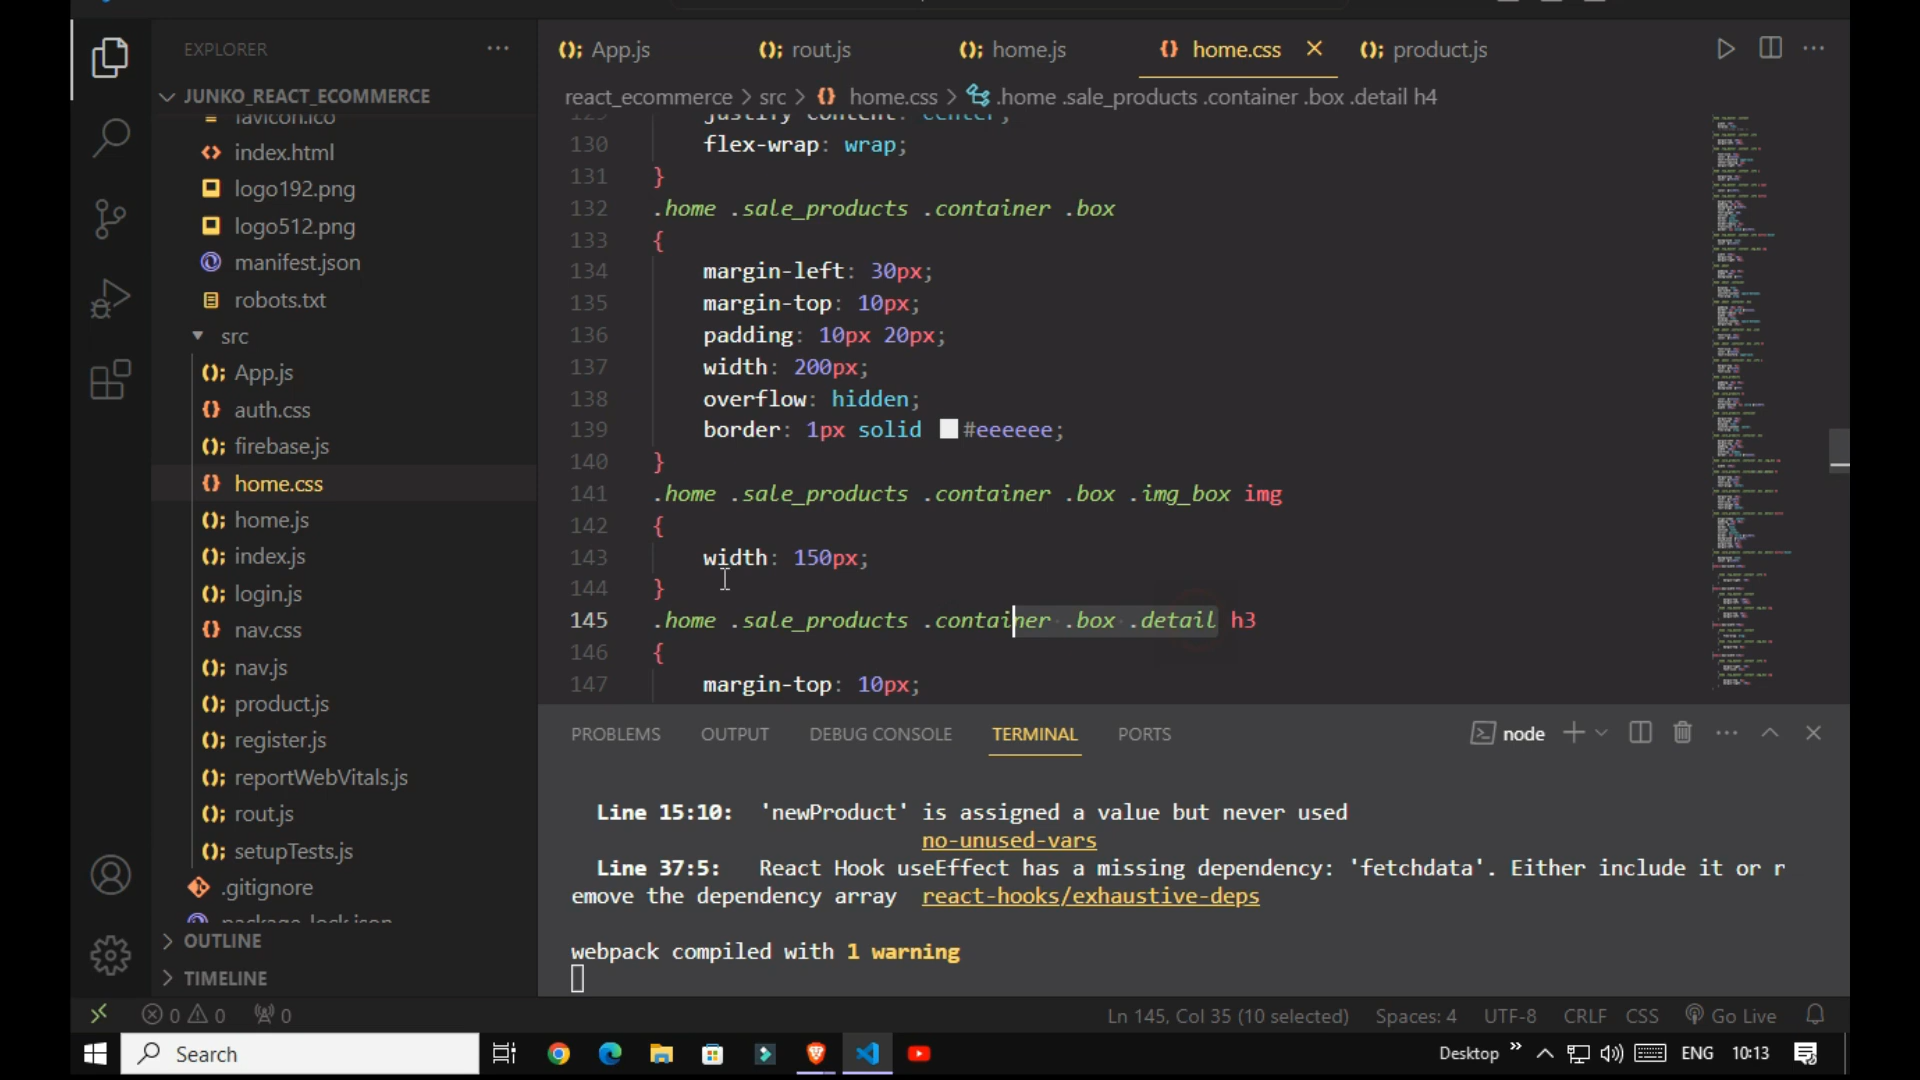 EXPLORER
JUNKO_REACT_ECOMMERCE
favicon.ico
index.html
logo192.png
logo512.png
manifest.json
robots.txt
src
App.js
auth.css
firebase.js
home.css
home.js
index.js
login.js
nav.css
nav.js
product.js
register.js
reportWebVitals.js
rout.js
setupTests.js
.gitignore
package-lock.json
OUTLINE
TIMELINE
App.js rout.js home.js home.css product.js
react_ecommerce > src > home.css > .home .sale_products .container .box .detail h4
129 justify-content: center;
130 flex-wrap: wrap;
131 }
132 .home .sale_products .container .box
133 {
134 margin-left: 30px;
135 margin-top: 10px;
136 padding: 10px 20px;
137 width: 200px;
138 overflow: hidden;
139 border: 1px solid #eeeeee;
140 }
141 .home .sale_products .container .box .img_box img
142 {
143 width: 150px;
144 }
145 .home .sale_products .container .box .detail h3
146 {
147 margin-top: 10px;
PROBLEMS OUTPUT DEBUG CONSOLE TERMINAL PORTS node
Line 15:10: 'newProduct' is assigned a value but never used
no-unused-vars
Line 37:5: React Hook useEffect has a missing dependency: 'fetchdata'. Either include it or r
emove the dependency array react-hooks/exhaustive-deps
webpack compiled with 1 warning
0 0 0 Ln 145, Col 35 (10 selected) Spaces: 4 UTF-8 CRLF CSS Go Live
Search Desktop ENG 10:13